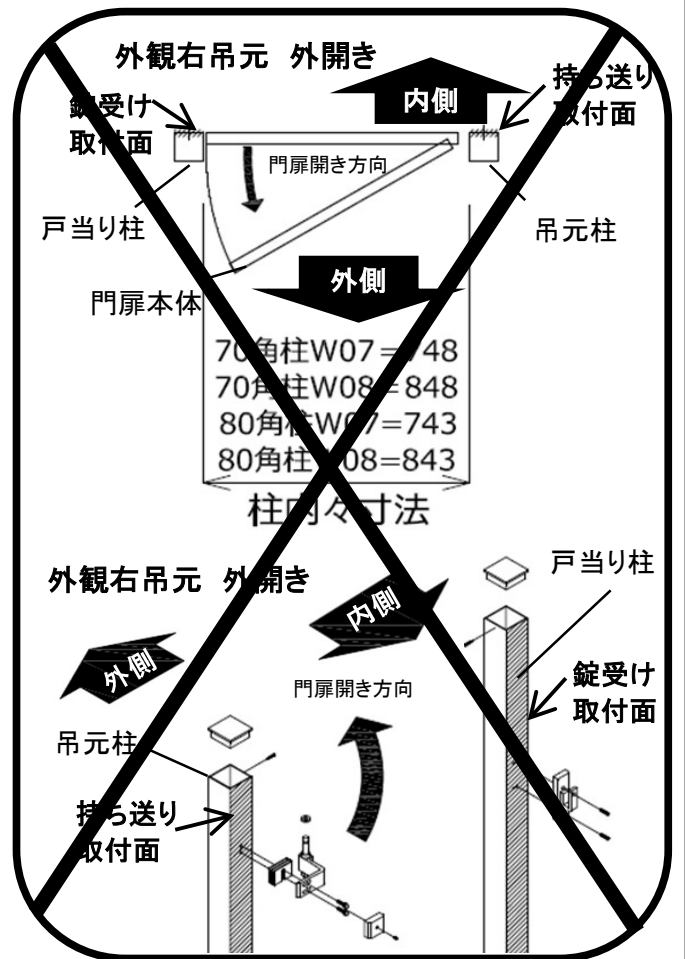 外観右吊元 外開き
内側
持ち送り
取付面
錠受け
取付面
門扉開き方向
戸当り柱
吊元柱
外側
門扉本体
70角柱W07=748
70角柱W08=848
80角柱W07=743
80角柱W08=843
柱内々寸法
外観右吊元 外開き
戸当り柱
内側
外側
門扉開き方向
錠受け
取付面
吊元柱
持ち送り
取付面